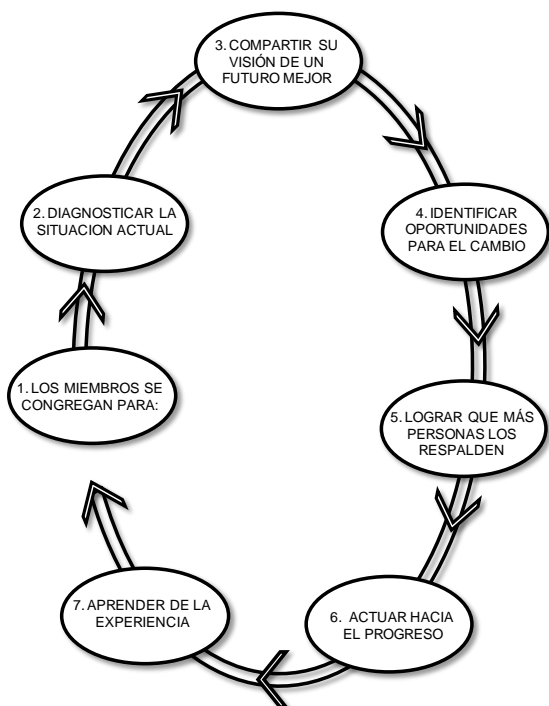 3. COMPARTIR SU
VISIÓN DE UN
FUTURO MEJOR
2. DIAGNOSTICAR LA
SITUACION ACTUAL
4. IDENTIFICAR
OPORTUNIDADES
PARA EL CAMBIO
1. LOS MIEMBROS SE
CONGREGAN PARA:
5. LOGRAR QUE MÁS
PERSONAS LOS
RESPALDEN
7. APRENDER DE LA
EXPERIENCIA
6. ACTUAR HACIA
EL PROGRESO